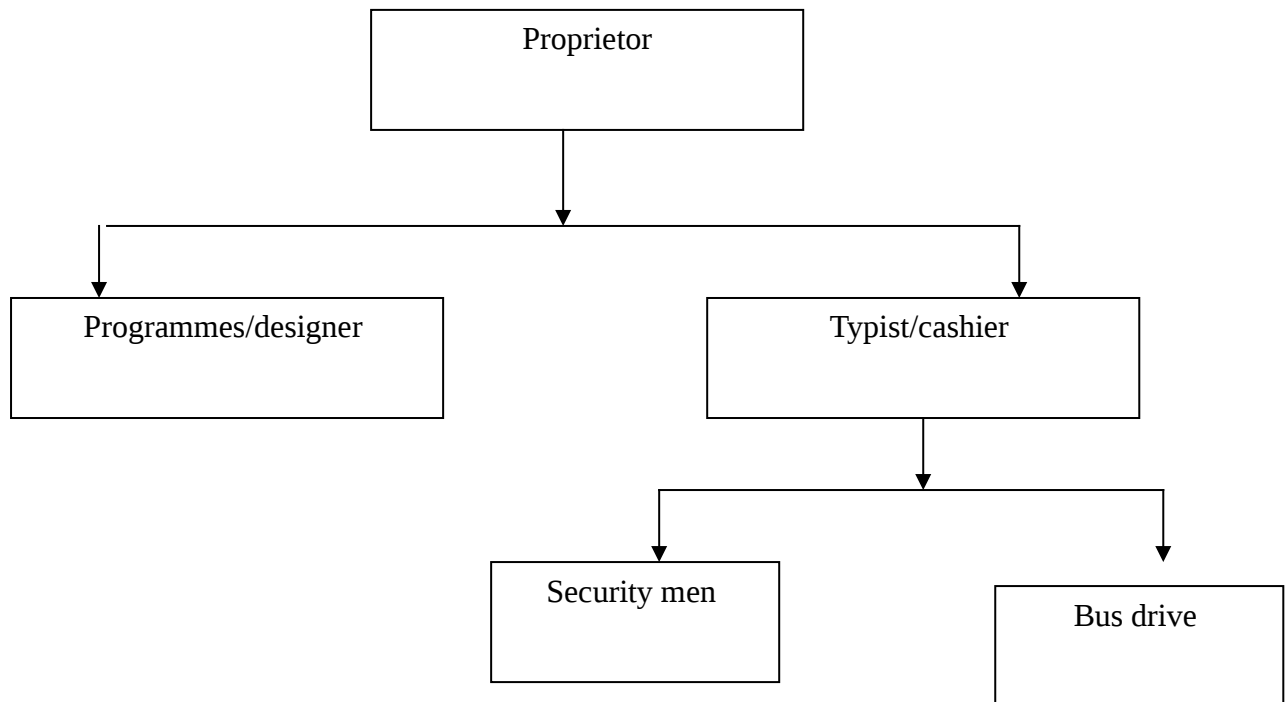 Proprietor
Programmes/designer
Typist/cashier
Security men
Bus drive